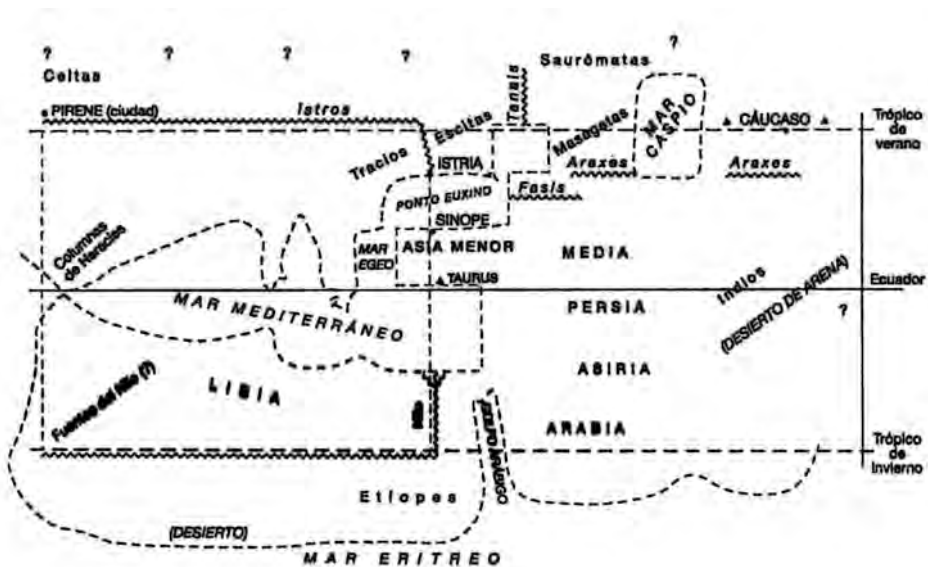 ? ? ? ? ?
Celtas
Saurómatas
PIRENE (ciudad)
Istros
Tanais
Escitas
Masagetas
MAR CASPIO
CÁUCASO
Trópico
de
verano
Tracios
ISTRIA
Araxes
Araxes
Fasis
PONTO EUXINO
SINOPE
Columnas
de Heracles
MAR
EGEO
ASIA MENOR
MEDIA
TAURUS
Indios
(DESIERTO DE ARENA)
Ecuador
?
MAR MEDITERRÁNEO
PERSIA
ASIRIA
LIBIA
Fuentes del Nilo (?)
ARABIA
Trópico
de
Invierno
Etíopes
(DESIERTO)
MAR ERITREO